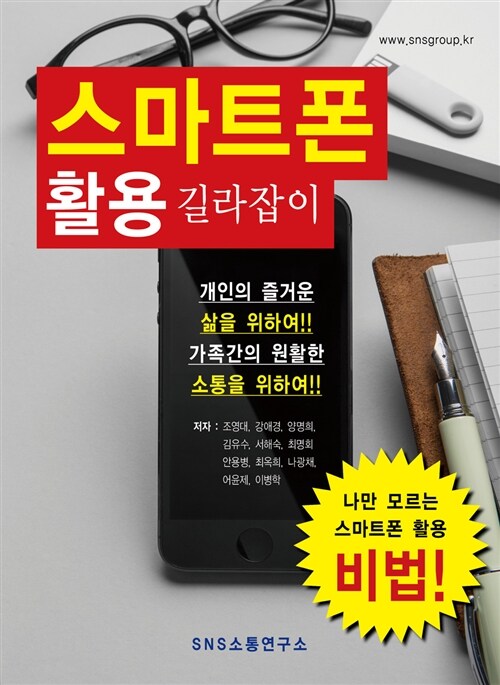 www.snsgroup.kr
스마트폰
활용 길라잡이
개인의 즐거운
삶을 위하여!!
가족간의 원활한
소통을 위하여!!
저자 : 조영대, 강애경, 양명희,
김유수, 서해숙, 최명희
안용병, 최옥희, 나광채,
어윤제, 이병학
나만 모르는
스마트폰 활용
비법!
SNS소통연구소